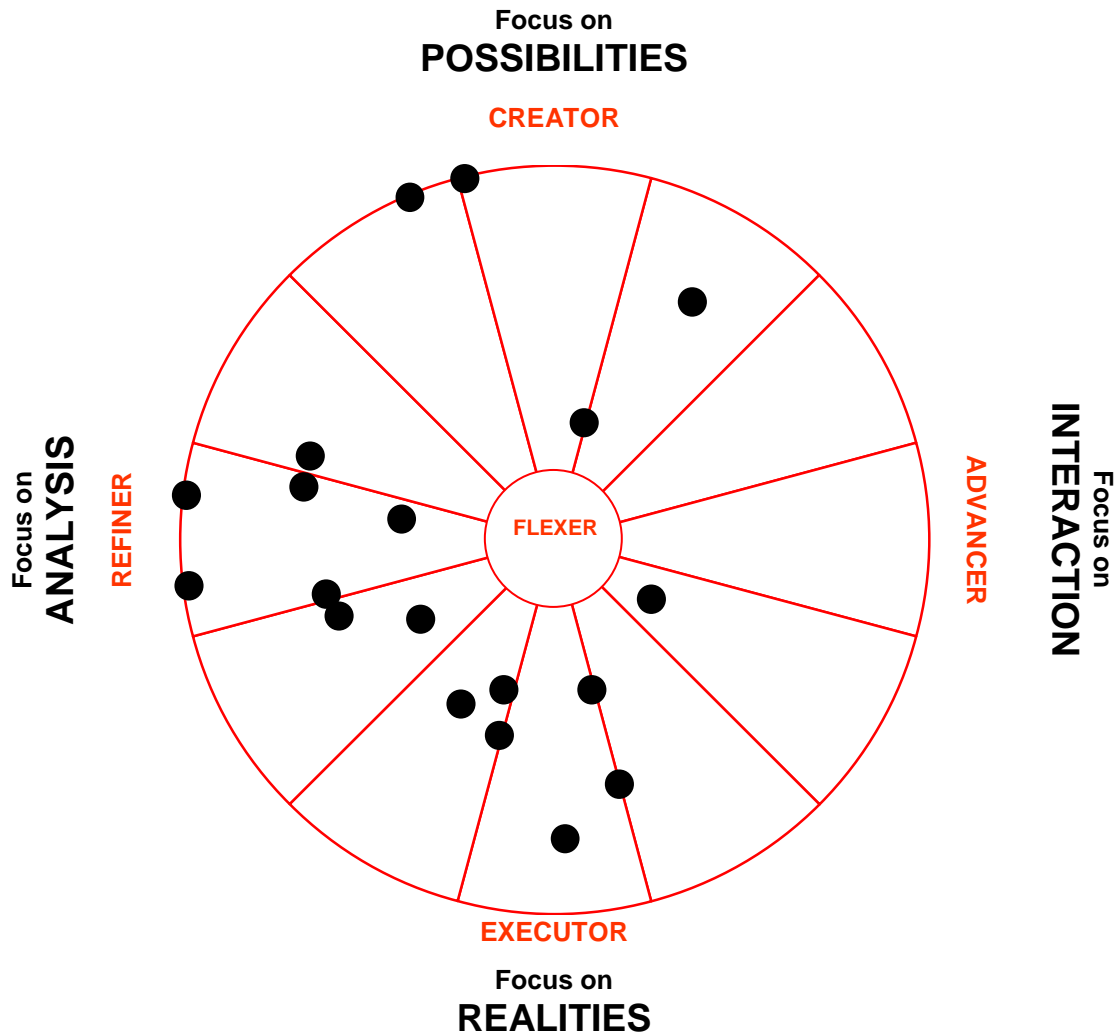 Focus on
POSSIBILITIES
CREATOR
Focus on
ANALYSIS
REFINER
FLEXER
ADVANCER
Focus on
INTERACTION
EXECUTOR
Focus on
REALITIES